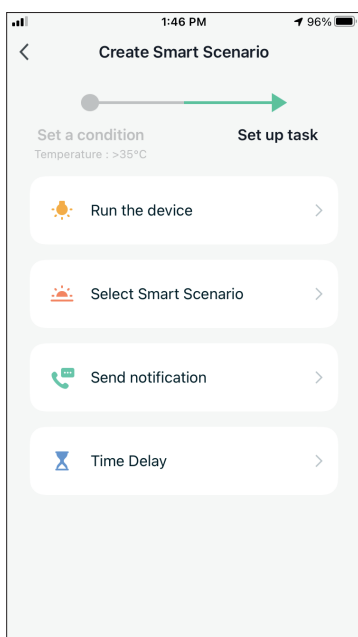 1:46 PM
96%
Create Smart Scenario
Set a condition
Set up task
Temperature : >35°C
Run the device
Select Smart Scenario
Send notification
Time Delay